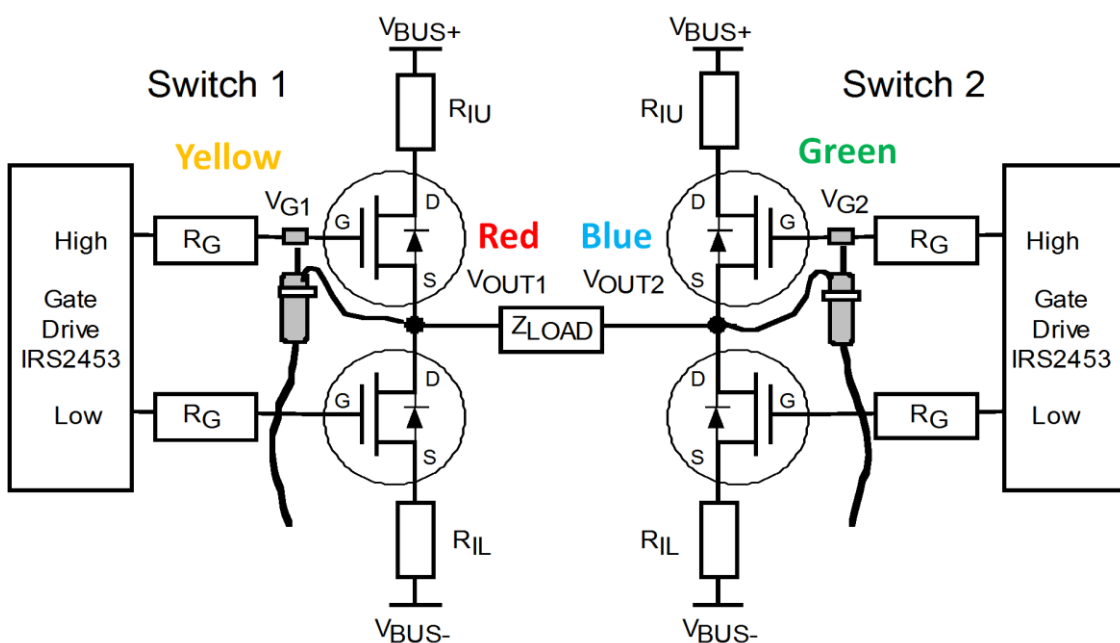 VBUS+
VBUS+
Switch 1
Switch 2
RIU
RIU
Yellow
Green
VG1
VG2
High
RG
G
D
S
Red
Blue
D
S
G
RG
High
VOUT1
VOUT2
Gate
Drive
IRS2453
ZLOAD
Gate
Drive
IRS2453
Low
RG
G
D
S
D
S
G
RG
Low
RIL
RIL
VBUS-
VBUS-